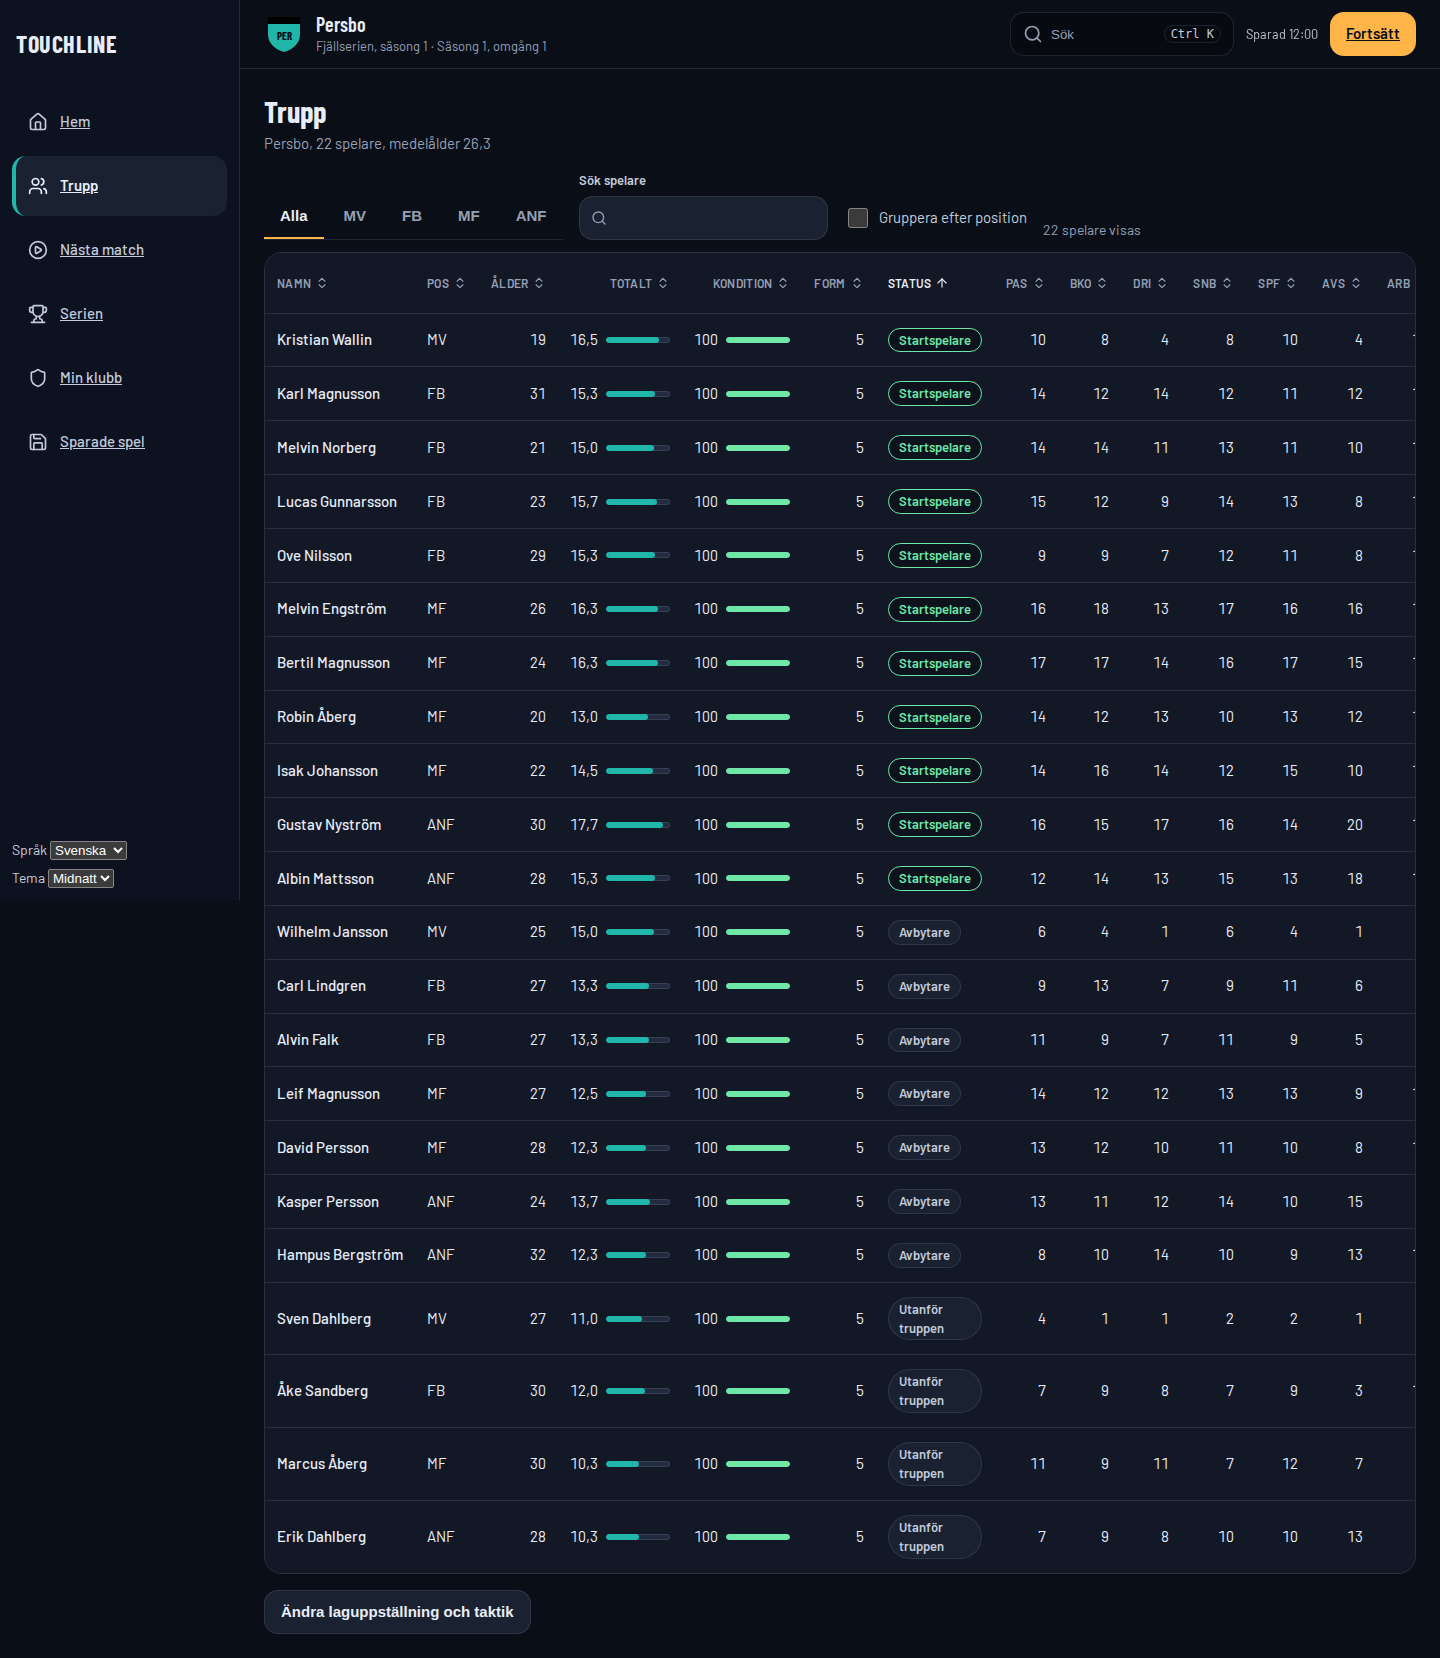 TOUCHLINE
Hem
Trupp
Nästa match
Serien
Min klubb
Sparade spel
Språk Svenska
Tema Midnatt
PER
Persbo
Fjällserien, säsong 1 · Säsong 1, omgång 1
Sök Ctrl K
Sparad 12:00
Fortsätt
Trupp
Persbo, 22 spelare, medelålder 26,3
Alla MV FB MF ANF
Sök spelare
Gruppera efter position
22 spelare visas
NAMN POS ÅLDER TOTALT KONDITION FORM STATUS PAS BKO DRI SNB SPF AVS ARB
Kristian Wallin MV 19 16,5 100 5 Startspelare 10 8 4 8 10 4
Karl Magnusson FB 31 15,3 100 5 Startspelare 14 12 14 12 11 12
Melvin Norberg FB 21 15,0 100 5 Startspelare 14 14 11 13 11 10
Lucas Gunnarsson FB 23 15,7 100 5 Startspelare 15 12 9 14 13 8
Ove Nilsson FB 29 15,3 100 5 Startspelare 9 9 7 12 11 8
Melvin Engström MF 26 16,3 100 5 Startspelare 16 18 13 17 16 16
Bertil Magnusson MF 24 16,3 100 5 Startspelare 17 17 14 16 17 15
Robin Åberg MF 20 13,0 100 5 Startspelare 14 12 13 10 13 12
Isak Johansson MF 22 14,5 100 5 Startspelare 14 16 14 12 15 10
Gustav Nyström ANF 30 17,7 100 5 Startspelare 16 15 17 16 14 20
Albin Mattsson ANF 28 15,3 100 5 Startspelare 12 14 13 15 13 18
Wilhelm Jansson MV 25 15,0 100 5 Avbytare 6 4 1 6 4 1
Carl Lindgren FB 27 13,3 100 5 Avbytare 9 13 7 9 11 6
Alvin Falk FB 27 13,3 100 5 Avbytare 11 9 7 11 9 5
Leif Magnusson MF 27 12,5 100 5 Avbytare 14 12 12 13 13 9
David Persson MF 28 12,3 100 5 Avbytare 13 12 10 11 10 8
Kasper Persson ANF 24 13,7 100 5 Avbytare 13 11 12 14 10 15
Hampus Bergström ANF 32 12,3 100 5 Avbytare 8 10 14 10 9 13
Sven Dahlberg MV 27 11,0 100 5 Utanför truppen 4 1 1 2 2 1
Åke Sandberg FB 30 12,0 100 5 Utanför truppen 7 9 8 7 9 3
Marcus Åberg MF 30 10,3 100 5 Utanför truppen 11 9 11 7 12 7
Erik Dahlberg ANF 28 10,3 100 5 Utanför truppen 7 9 8 10 10 13
Ändra laguppställning och taktik